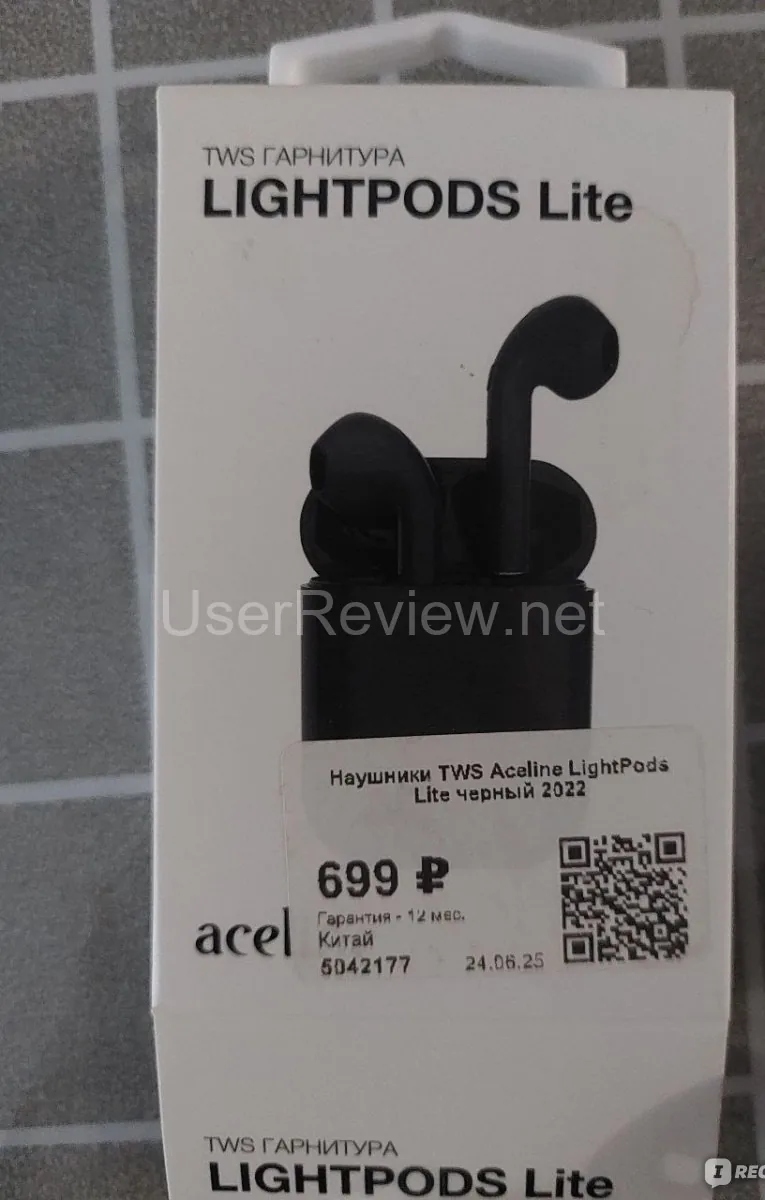 TWS ГАРНИТУРА
LIGHTPODS Lite
UserReview.net
Наушники TWS Aceline LightPods
Lite черный 2022
699 ₽
Гарантия - 12 мес.
acel
Китай
5042177 24.06.25
TWS ГАРНИТУРА
LIGHTPODS Lite
I REC